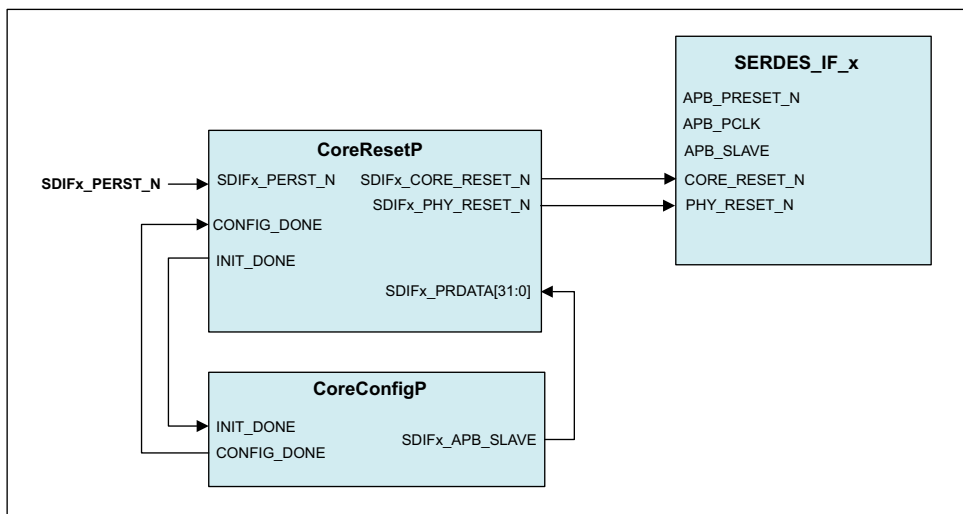 SERDES_IF_x
APB_PRESET_N
APB_PCLK
APB_SLAVE
CORE_RESET_N
PHY_RESET_N
CoreResetP
SDIFx_PERST_N
SDIFx_PERST_N
SDIFx_CORE_RESET_N
SDIFx_PHY_RESET_N
CONFIG_DONE
INIT_DONE
SDIFx_PRDATA[31:0]
CoreConfigP
INIT_DONE
CONFIG_DONE
SDIFx_APB_SLAVE